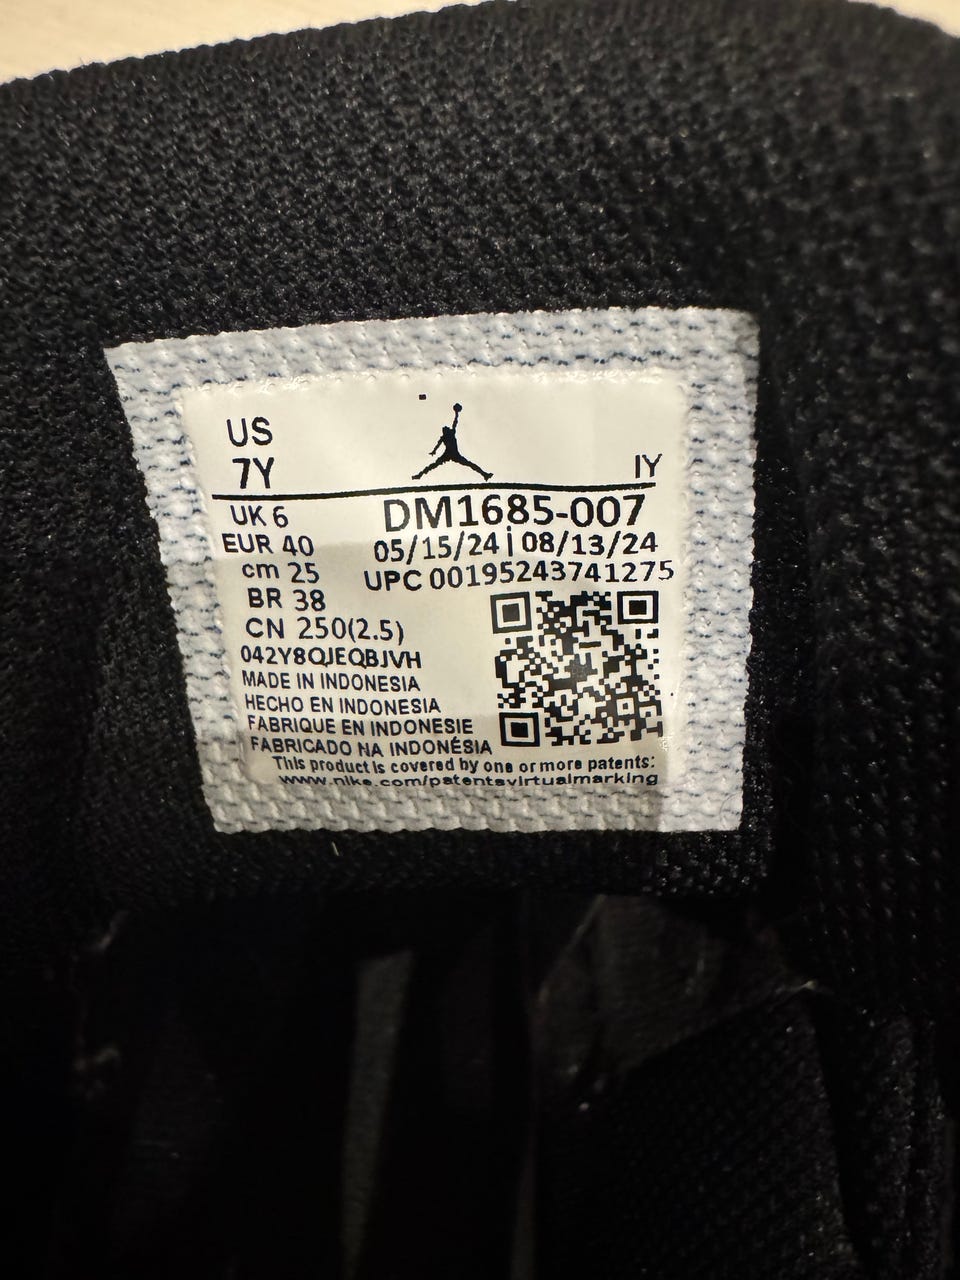 US
7Y
IY
UK 6
DM1685-007
EUR 40
05/15/24 | 08/13/24
cm 25
UPC 00195243741275
BR 38
CN 250(2.5)
042Y8QJEQBJVH
MADE IN INDONESIA
HECHO EN INDONESIA
FABRIQUE EN INDONESIE
FABRICADO NA INDONÉSIA
This product is covered by one or more patents:
www.nike.com/patentsvirtualmarking